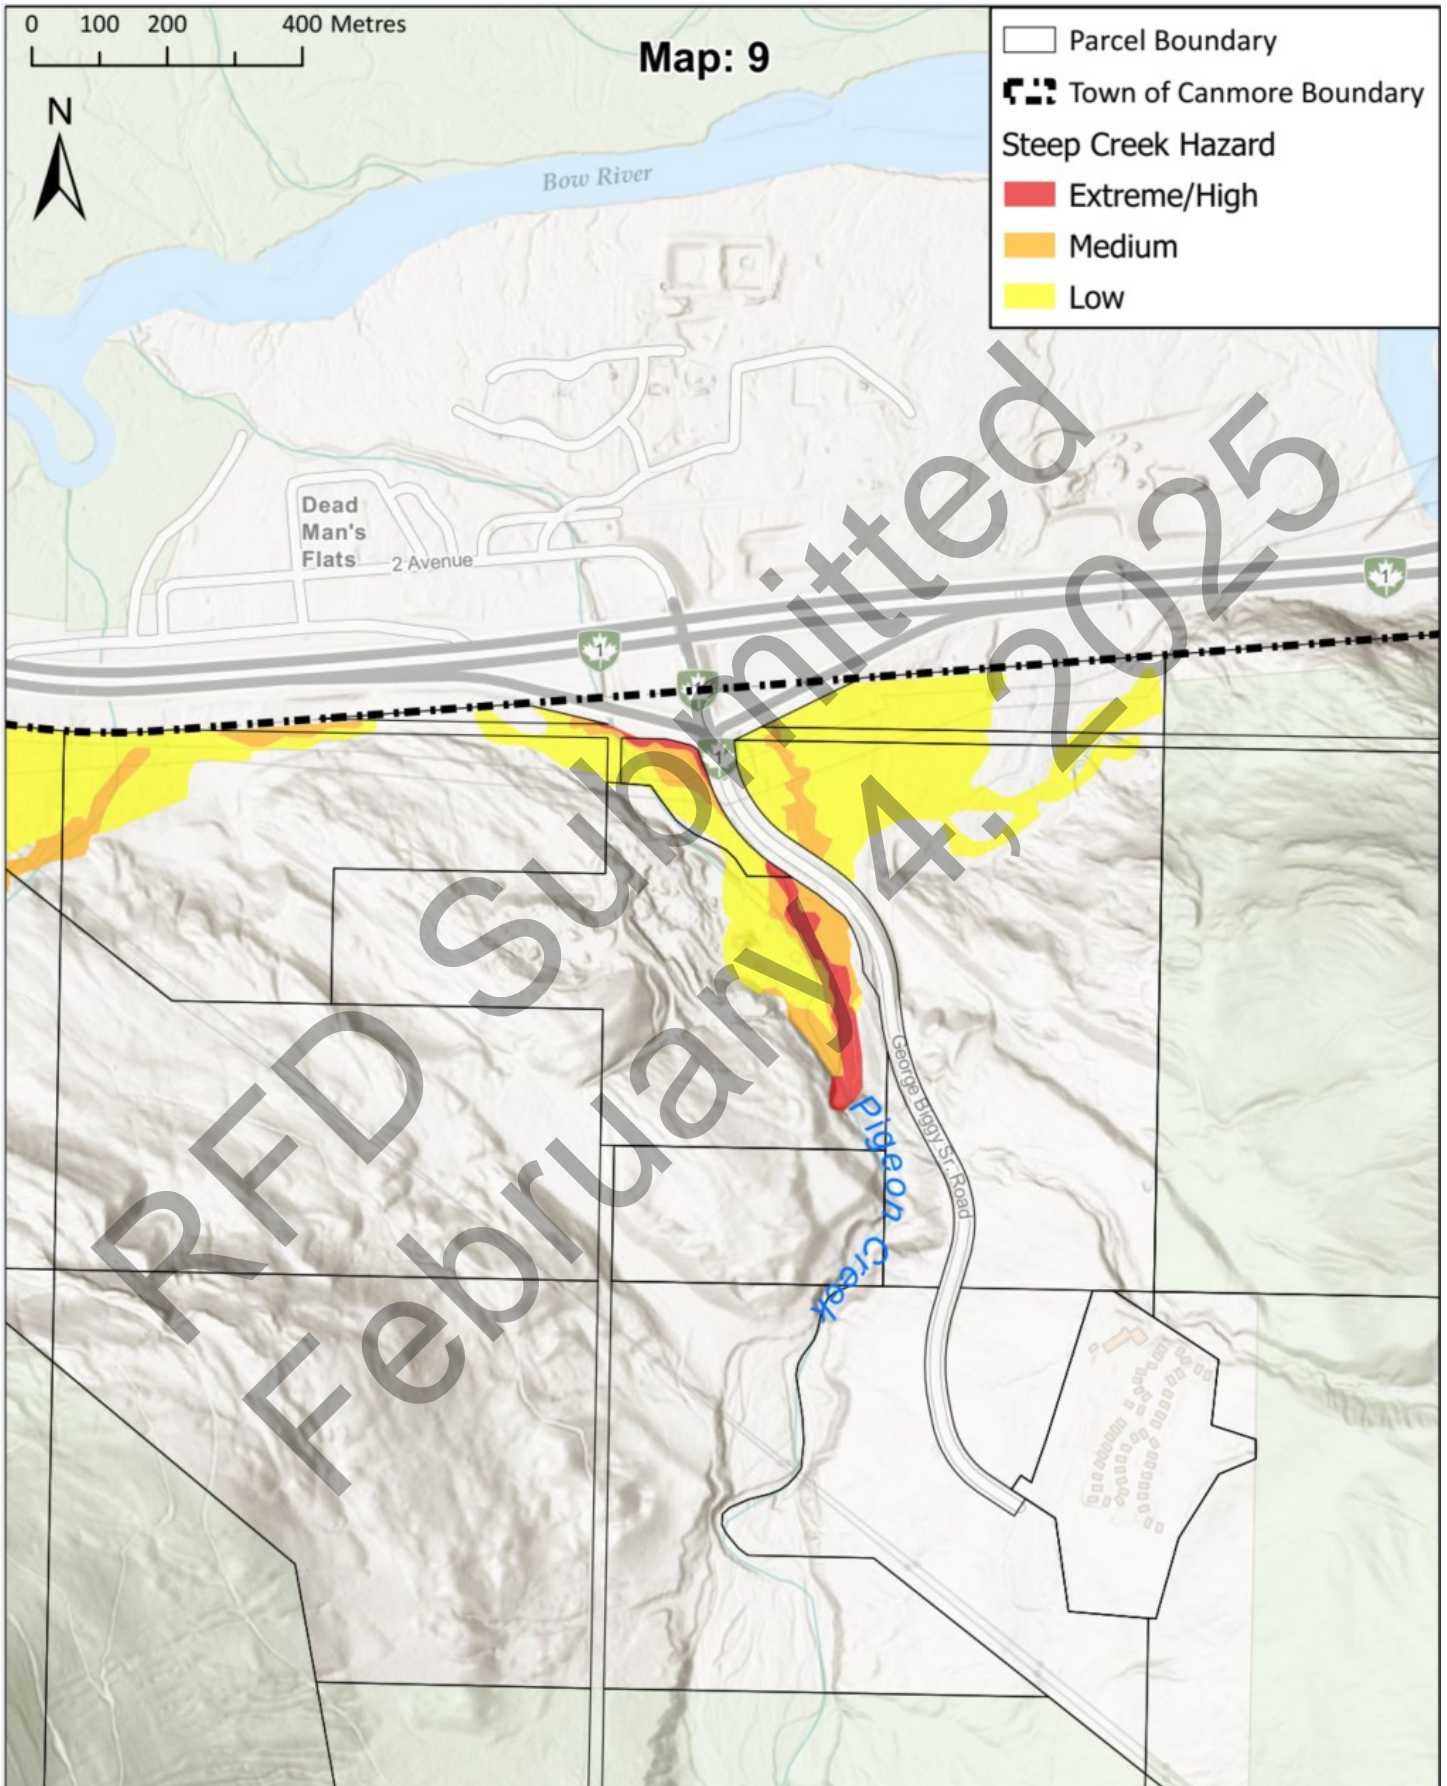 0 100 200 400 Metres
Map: 9
N
Parcel Boundary
Town of Canmore Boundary
Steep Creek Hazard
Extreme/High
Medium
Low
Bow River
Dead
Man's
Flats
2 Avenue
1
1
1
George Biggy Sr. Road
Pigeon Creek
RFD Submitted
February 4, 2025